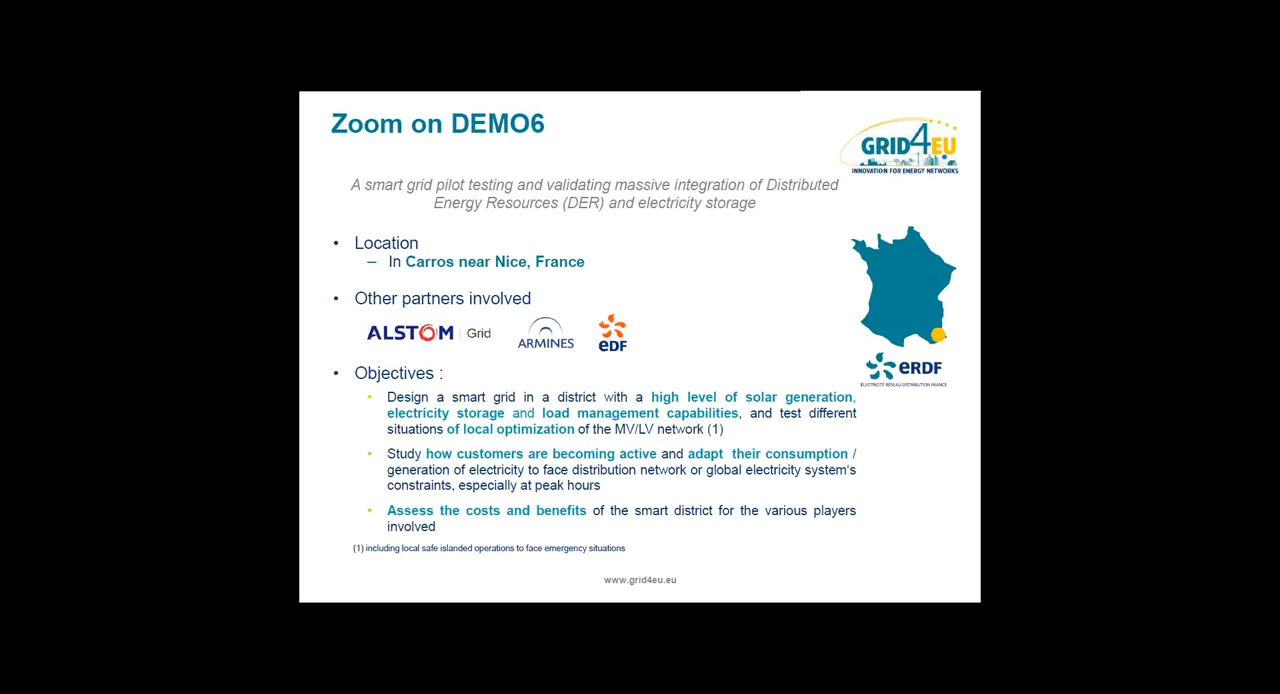 Zoom on DEMO6
GRID4EU
INNOVATION FOR ENERGY NETWORKS
A smart grid pilot testing and validating massive integration of Distributed
Energy Resources (DER) and electricity storage
• Location
– In Carros near Nice, France
• Other partners involved
ALSTOM Grid
ARMINES
eDF
eRDF
ÉLECTRICITÉ RÉSEAU DISTRIBUTION FRANCE
• Objectives :
• Design a smart grid in a district with a high level of solar generation,
electricity storage and load management capabilities, and test different
situations of local optimization of the MV/LV network (1)
• Study how customers are becoming active and adapt their consumption /
generation of electricity to face distribution network or global electricity system's
constraints, especially at peak hours
• Assess the costs and benefits of the smart district for the various players
involved
(1) including local safe islanded operations to face emergency situations
www.grid4eu.eu